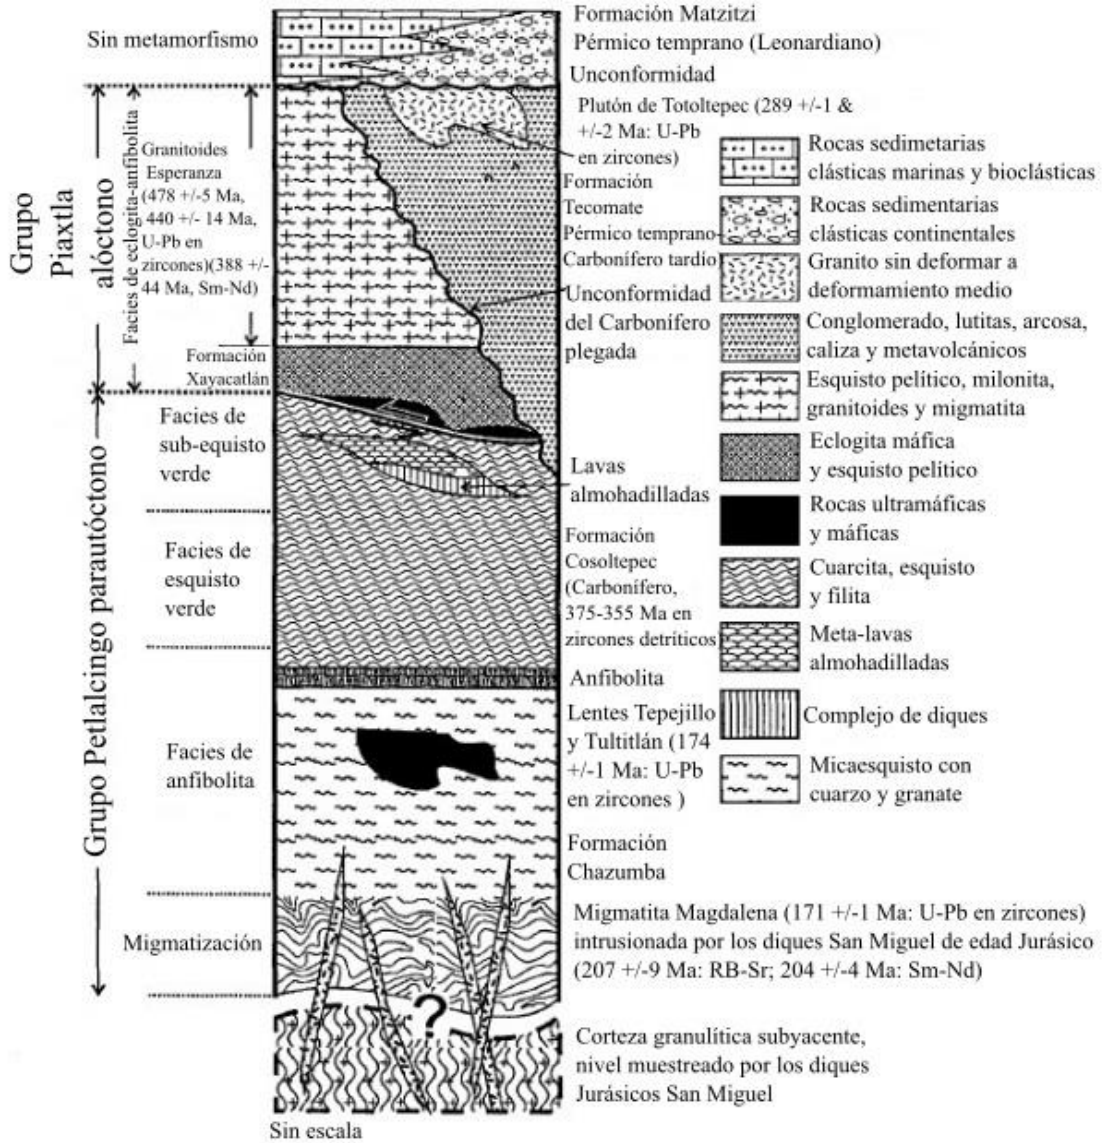 Sin metamorfismo
Formación Matzitzi
Pérmico temprano (Leonardiano)
Unconformidad
Plutón de Totoltepec (289 +/-1 &
+/-2 Ma: U-Pb
en zircones)
Formación
Tecomate
Pérmico temprano
Carbonífero tardío
Unconformidad
del Carbonífero
plegada
Grupo
Piaxtla
alóctono
Facies de eclogita-anfibolita
Granitoides
Esperanza
(478 +/-5 Ma,
440 +/- 14 Ma,
U-Pb en
zircones)(388 +/-
44 Ma, Sm-Nd)
Formación
Xayacatlán
Grupo Petlalcingo parautóctono
Facies de
sub-equisto
verde
Facies de
esquisto
verde
Facies de
anfibolita
Migmatización
Lavas
almohadilladas
Formación
Cosoltepec
(Carbonífero,
375-355 Ma en
zircones detríticos
Anfibolita
Lentes Tepejillo
y Tultitlán (174
+/-1 Ma: U-Pb
en zircones )
Formación
Chazumba
Migmatita Magdalena (171 +/-1 Ma: U-Pb en zircones)
intrusionada por los diques San Miguel de edad Jurásico
(207 +/-9 Ma: RB-Sr; 204 +/-4 Ma: Sm-Nd)
?
Corteza granulítica subyacente,
nivel muestreado por los diques
Jurásicos San Miguel
Sin escala
Rocas sedimetarias
clásticas marinas y bioclásticas
Rocas sedimentarias
clásticas continentales
Granito sin deformar a
deformamiento medio
Conglomerado, lutitas, arcosa,
caliza y metavolcánicos
Esquisto pelítico, milonita,
granitoides y migmatita
Eclogita máfica
y esquisto pelítico
Rocas ultramáficas
y máficas
Cuarcita, esquisto
y filita
Meta-lavas
almohadilladas
Complejo de diques
Micaesquisto con
cuarzo y granate